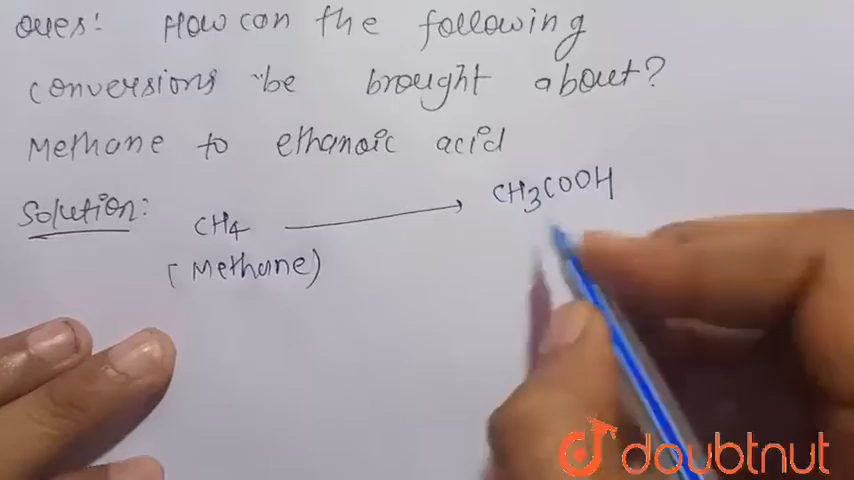 Ques: How can the following
conversions be brought about?
Methane to ethanoic acid
Solution: CH4 → CH3COOH
(Methane)
doubtnut